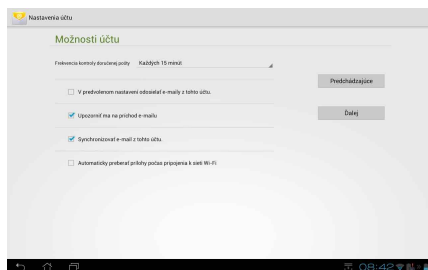 Nastavenia účtu
Možnosti účtu
Frekvencia kontroly doručenej pošty Každých 15 minút
Predchádzajúce
V predvolenom nastavení odosielať e-maily z tohto účtu.
Upozorniť ma na príchod e-mailu
Ďalej
Synchronizovať e-mail z tohto účtu.
Automaticky preberať prílohy počas pripojenia k sieti Wi-Fi
08:42